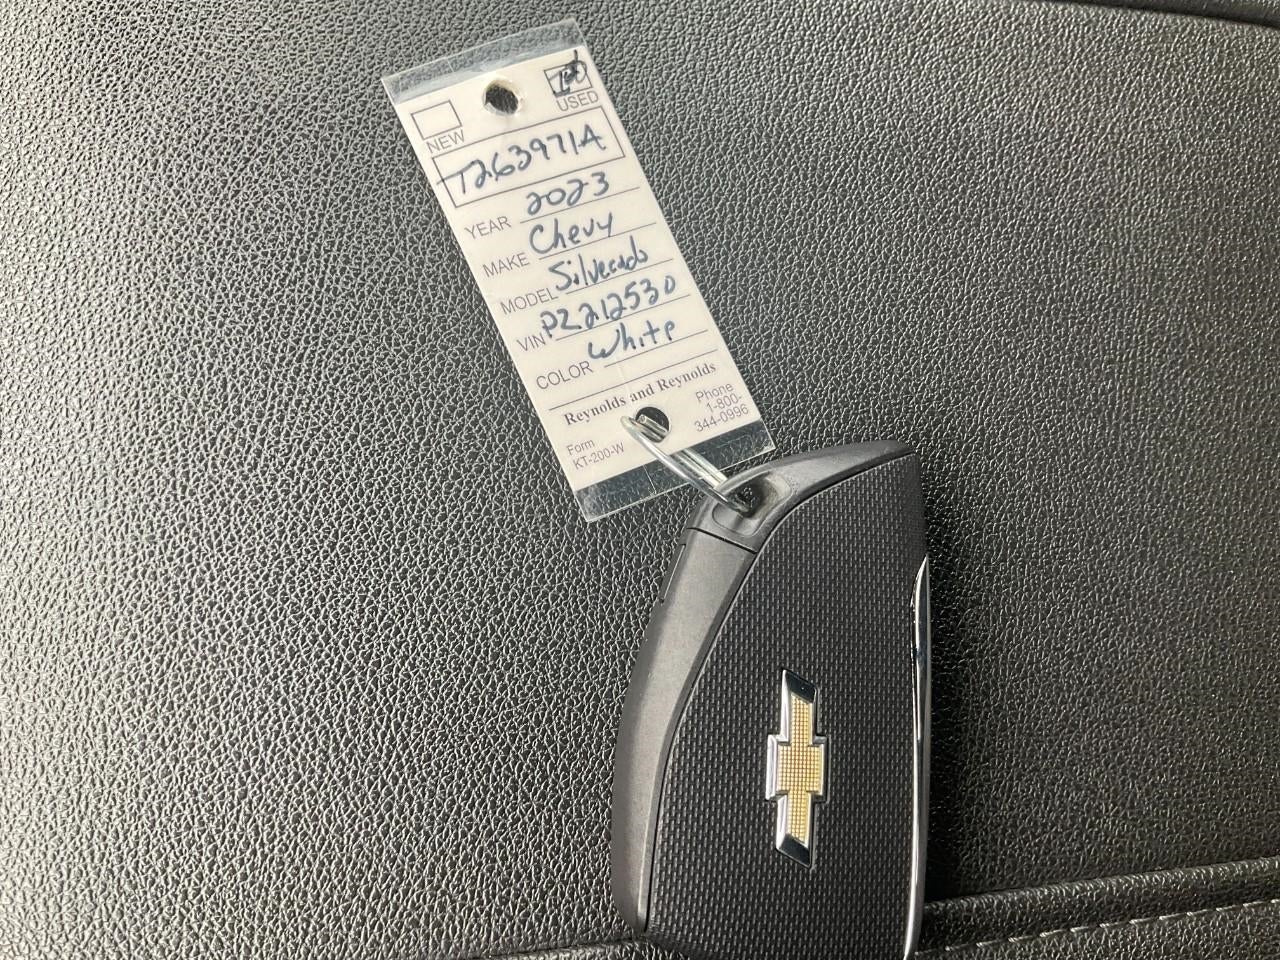 NEW
USED
T263971A
YEAR 2023
MAKE Chevy
MODEL Silverado
VIN PZ212530
COLOR White
Reynolds and Reynolds
Form
KT-200-W
Phone
1-800-
344-0996